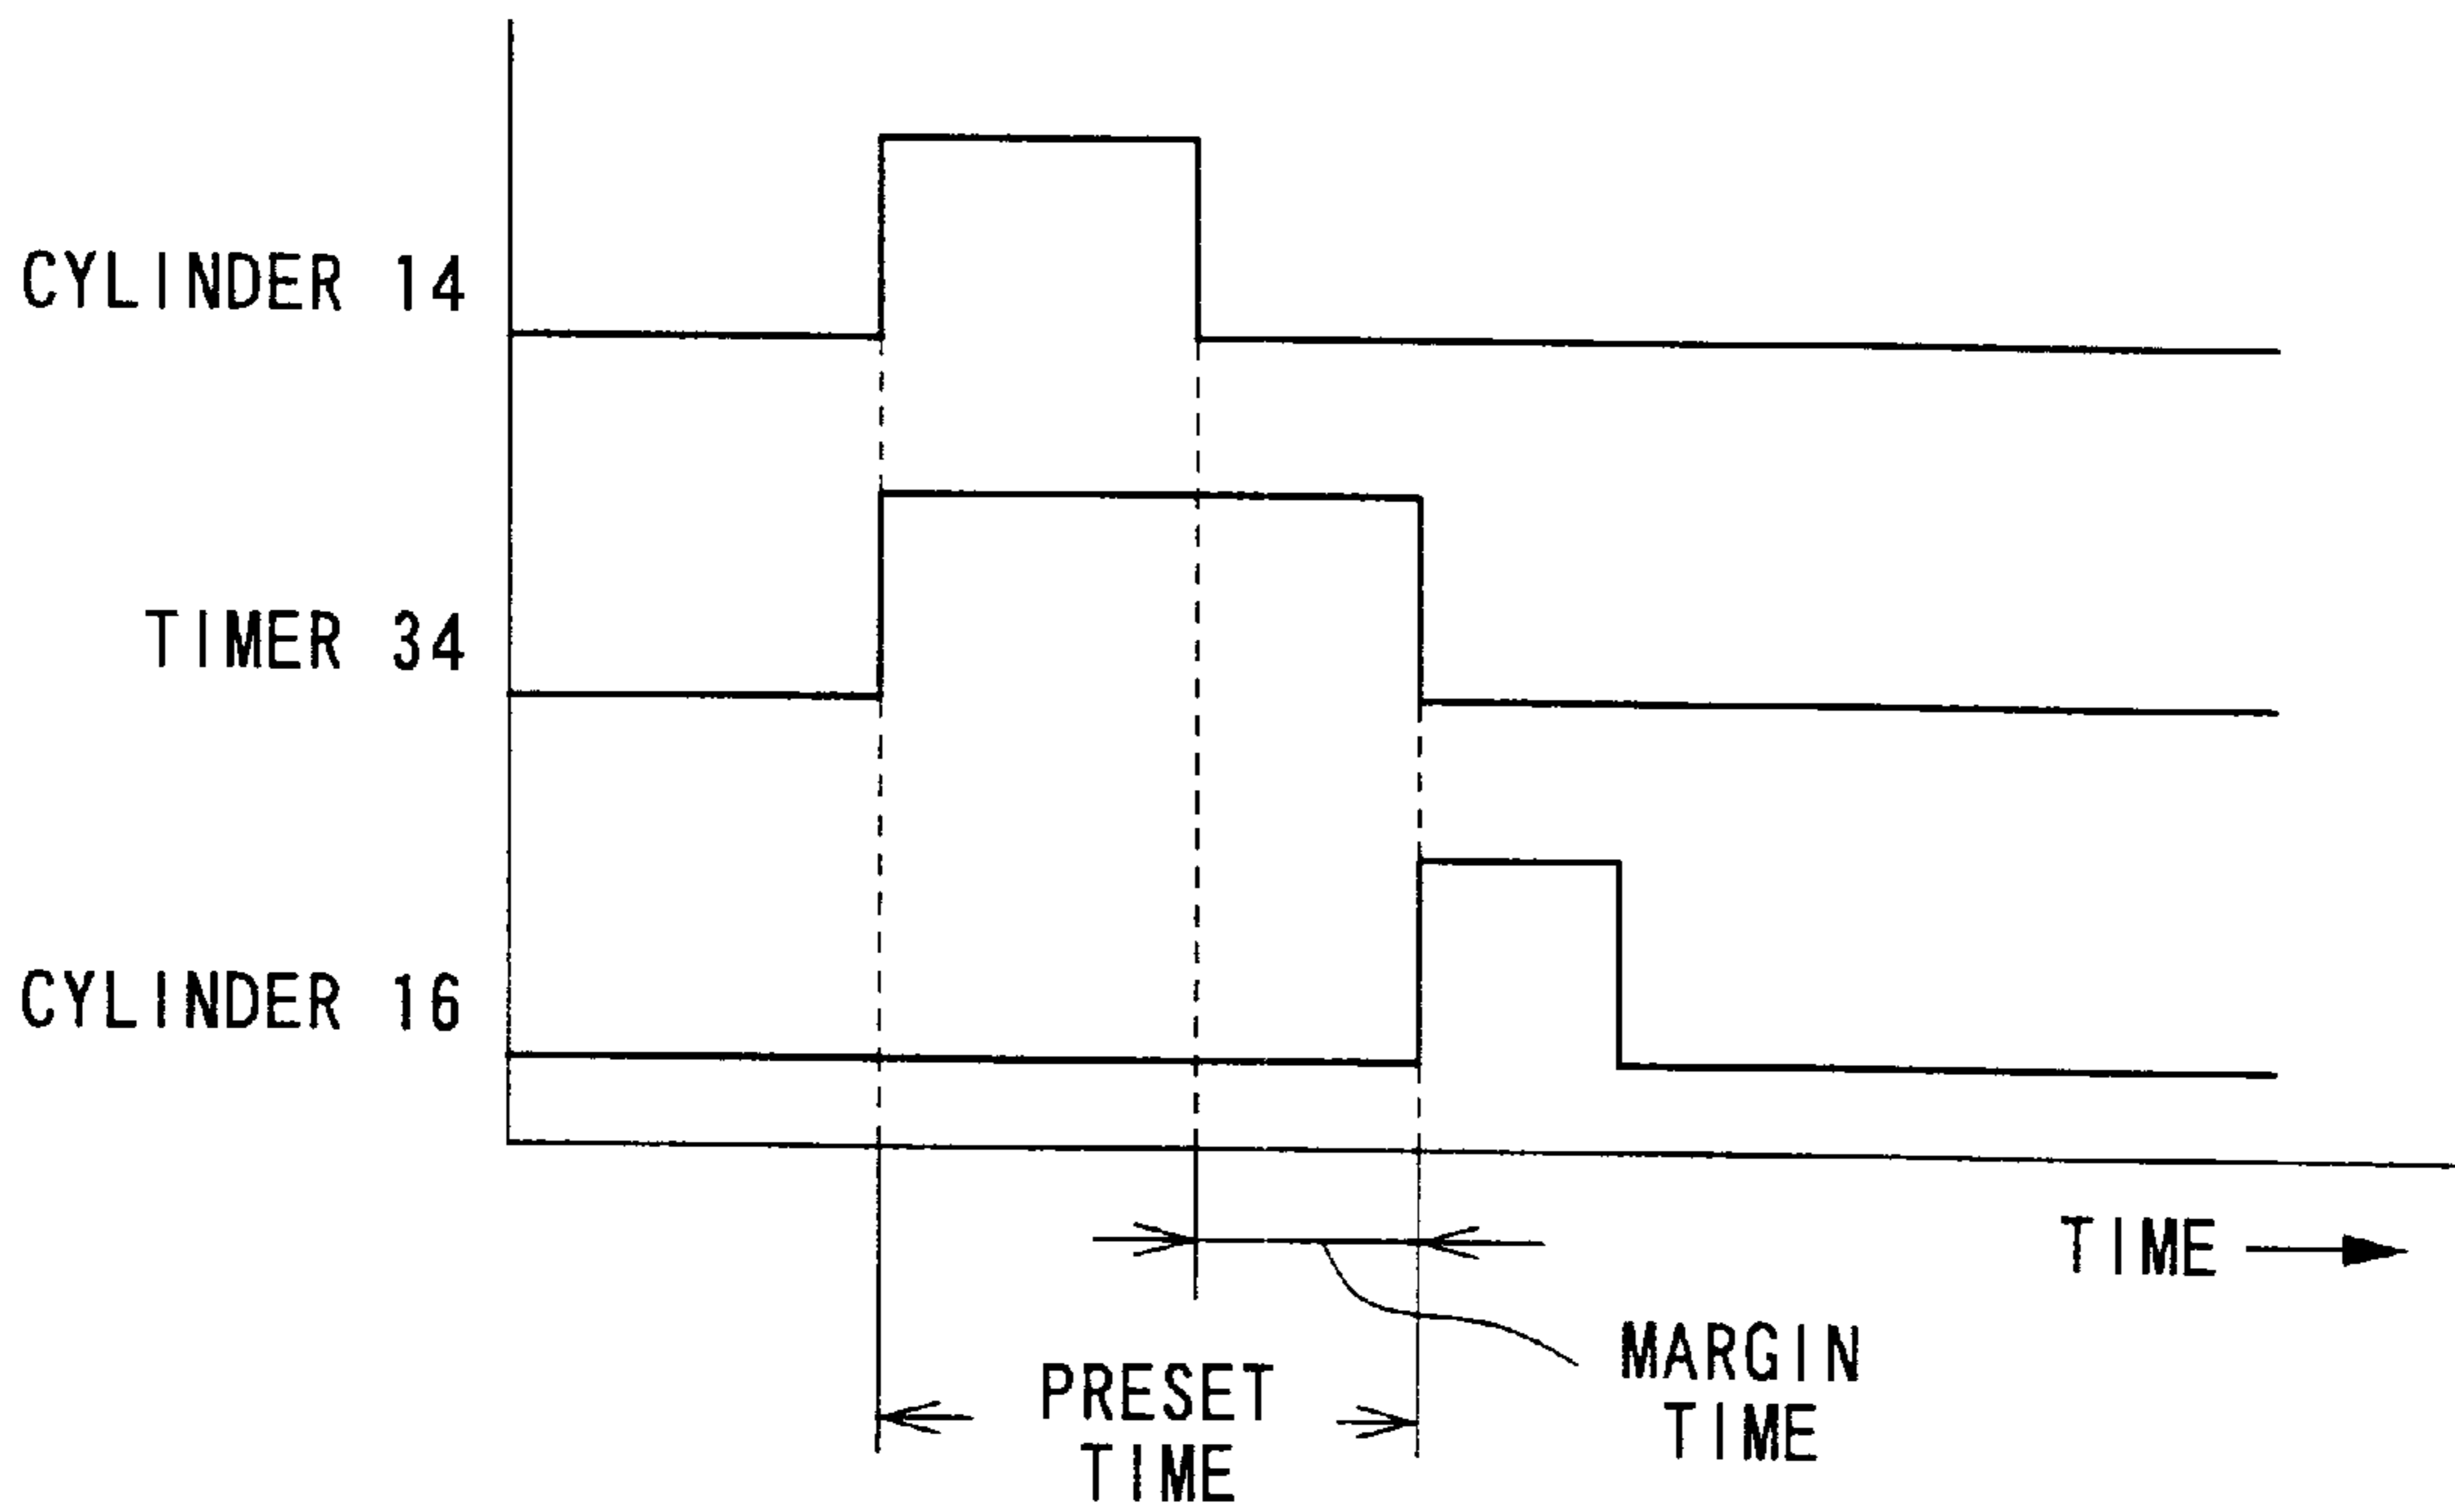 CYLINDER 14
TIMER 34
CYLINDER 16
TIME
MARGIN
TIME
PRESET
TIME